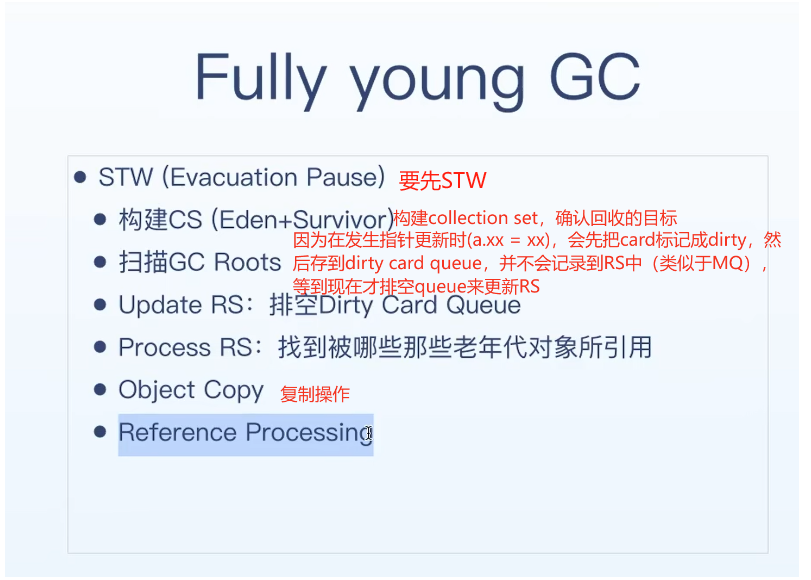 Fully young GC
STW (Evacuation Pause) 要先STW
构建CS (Eden+Survivor) 构建collection set，确认回收的目标
因为在发生指针更新时(a.xx = xx)，会先把card标记成dirty，然
扫描GC Roots 后存到dirty card queue，并不会记录到RS中（类似于MQ），
等到现在才排空queue来更新RS
Update RS：排空Dirty Card Queue
Process RS：找到被哪些那些老年代对象所引用
Object Copy 复制操作
Reference Processing